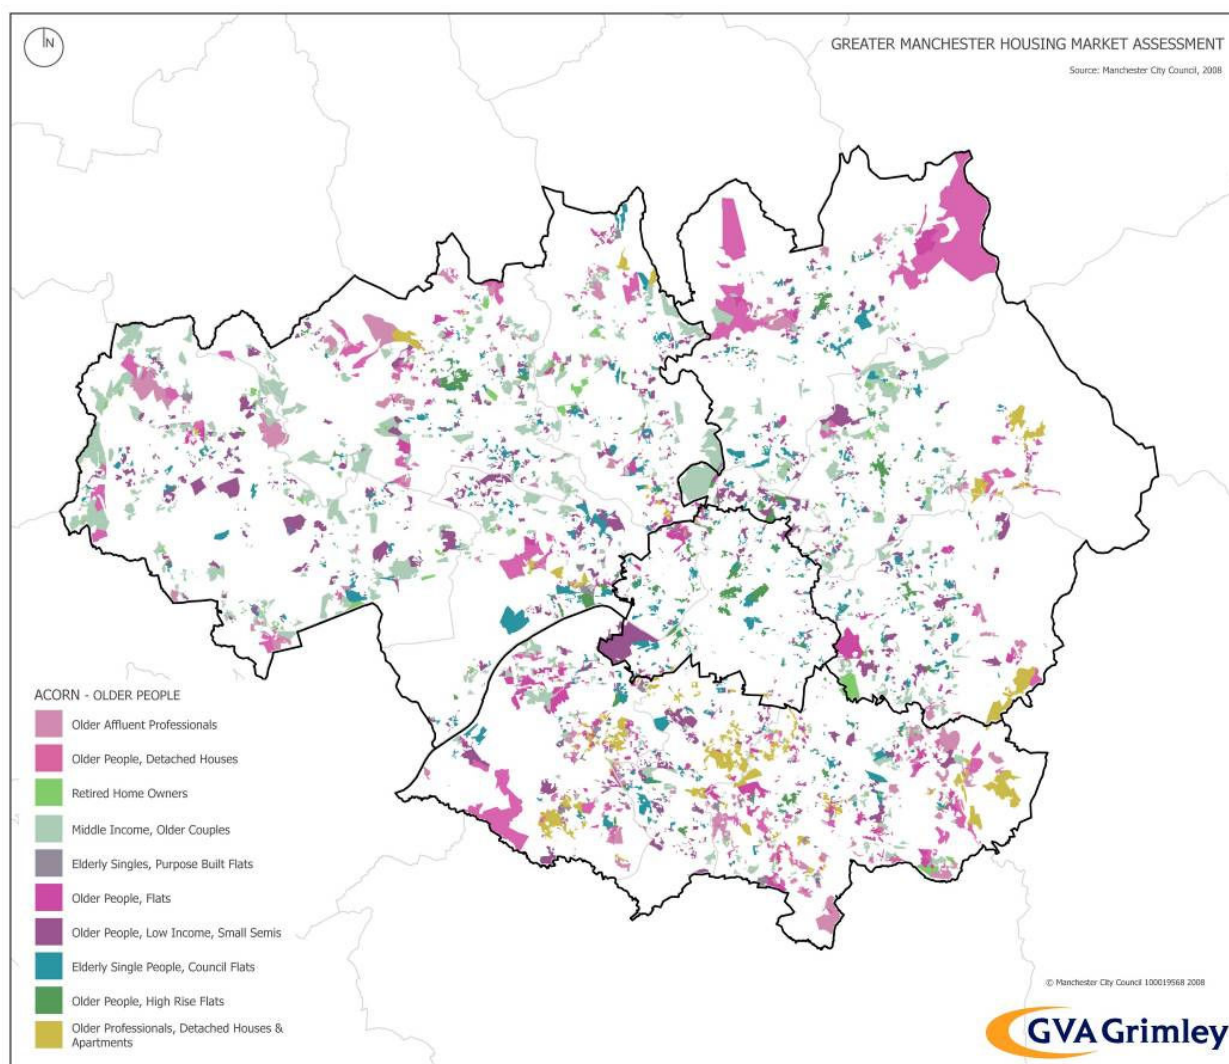 N
GREATER MANCHESTER HOUSING MARKET ASSESSMENT
Source: Manchester City Council, 2008
ACORN - OLDER PEOPLE
Older Affluent Professionals
Older People, Detached Houses
Retired Home Owners
Middle Income, Older Couples
Elderly Singles, Purpose Built Flats
Older People, Flats
Older People, Low Income, Small Semis
Elderly Single People, Council Flats
Older People, High Rise Flats
Older Professionals, Detached Houses &
Apartments
© Manchester City Council 100019568 2008
GVA Grimley